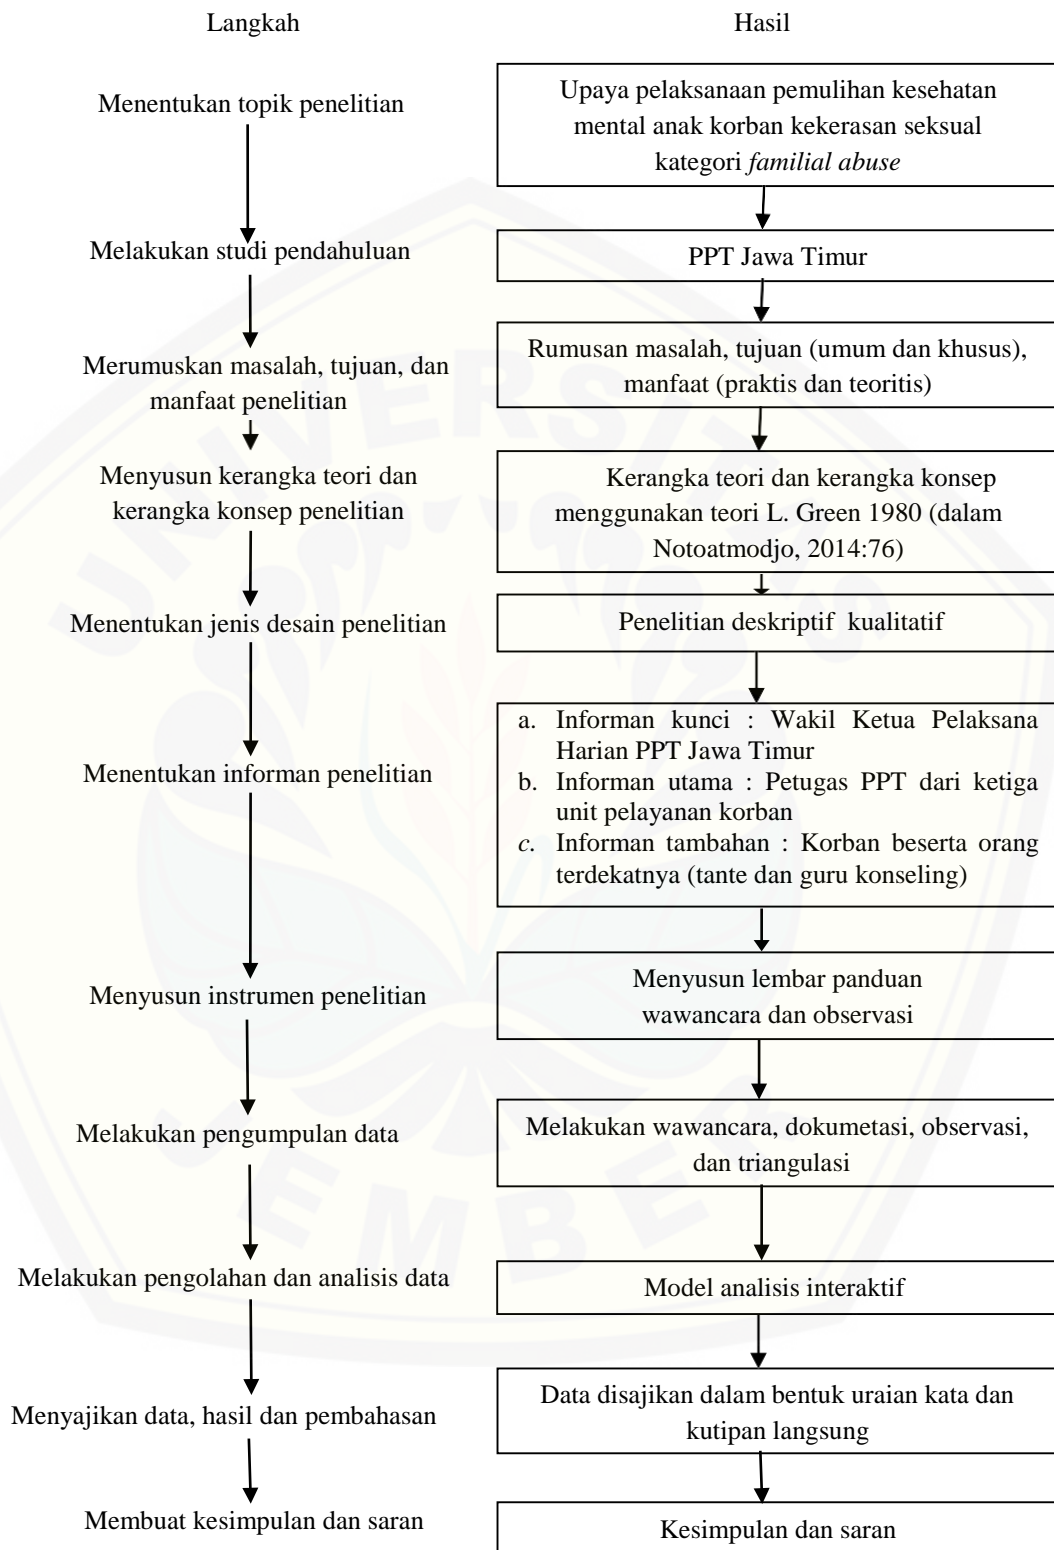 Langkah
Hasil
Menentukan topik penelitian
Upaya pelaksanaan pemulihan kesehatan
mental anak korban kekerasan seksual
kategori familial abuse
Melakukan studi pendahuluan
PPT Jawa Timur
Merumuskan masalah, tujuan, dan
manfaat penelitian
Rumusan masalah, tujuan (umum dan khusus),
manfaat (praktis dan teoritis)
Menyusun kerangka teori dan
kerangka konsep penelitian
Kerangka teori dan kerangka konsep
menggunakan teori L. Green 1980 (dalam
Notoatmodjo, 2014:76)
Menentukan jenis desain penelitian
Penelitian deskriptif kualitatif
Menentukan informan penelitian
a. Informan kunci : Wakil Ketua Pelaksana
Harian PPT Jawa Timur
b. Informan utama : Petugas PPT dari ketiga
unit pelayanan korban
c. Informan tambahan : Korban beserta orang
terdekatnya (tante dan guru konseling)
Menyusun instrumen penelitian
Menyusun lembar panduan
wawancara dan observasi
Melakukan pengumpulan data
Melakukan wawancara, dokumetasi, observasi,
dan triangulasi
Melakukan pengolahan dan analisis data
Model analisis interaktif
Menyajikan data, hasil dan pembahasan
Data disajikan dalam bentuk uraian kata dan
kutipan langsung
Membuat kesimpulan dan saran
Kesimpulan dan saran
UNIVERSITAS
JEMBER